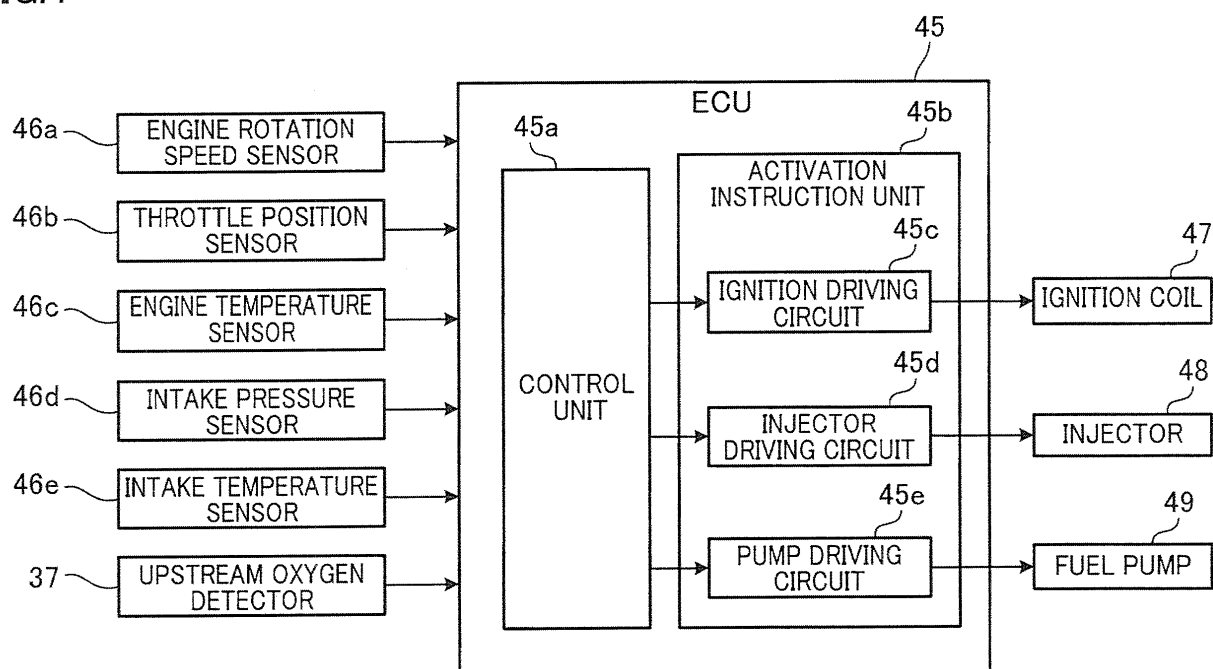 45
ECU
46a
ENGINE ROTATION
SPEED SENSOR
45a
45b
ACTIVATION
INSTRUCTION UNIT
46b
THROTTLE POSITION
SENSOR
45c
47
46c
ENGINE TEMPERATURE
SENSOR
IGNITION DRIVING
CIRCUIT
IGNITION COIL
46d
INTAKE PRESSURE
SENSOR
CONTROL
UNIT
45d
48
INJECTOR
DRIVING CIRCUIT
INJECTOR
46e
INTAKE TEMPERATURE
SENSOR
45e
49
37
UPSTREAM OXYGEN
DETECTOR
PUMP DRIVING
CIRCUIT
FUEL PUMP